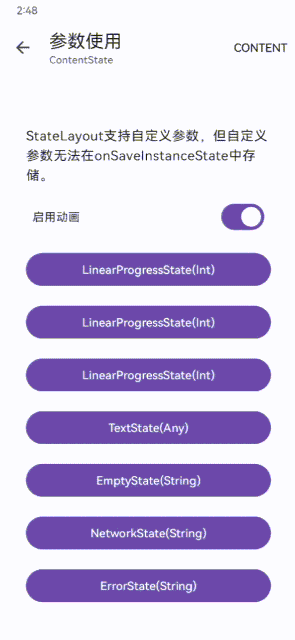 2:48
参数使用
ContentState
CONTENT
StateLayout支持自定义参数，但自定义
参数无法在onSaveInstanceState中存
储。
启用动画
LinearProgressState(Int)
LinearProgressState(Int)
LinearProgressState(Int)
TextState(Any)
EmptyState(String)
NetworkState(String)
ErrorState(String)